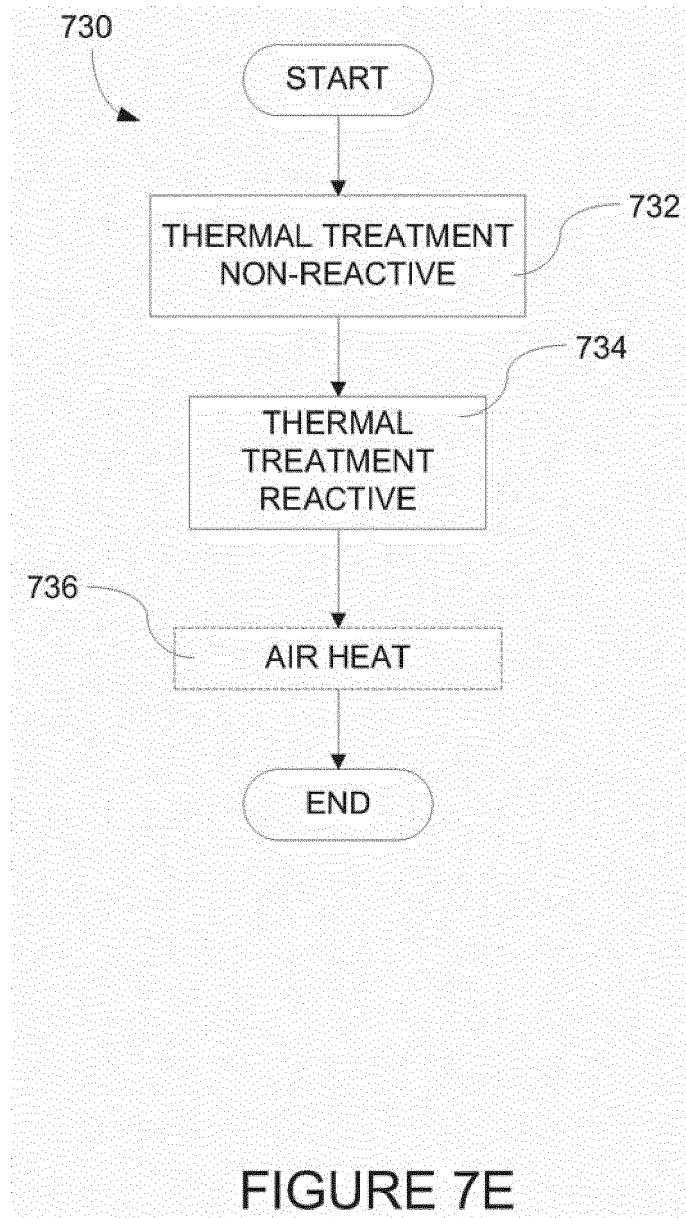 730
START
THERMAL TREATMENT
NON-REACTIVE
732
734
THERMAL
TREATMENT
REACTIVE
736
AIR HEAT
END
FIGURE 7E